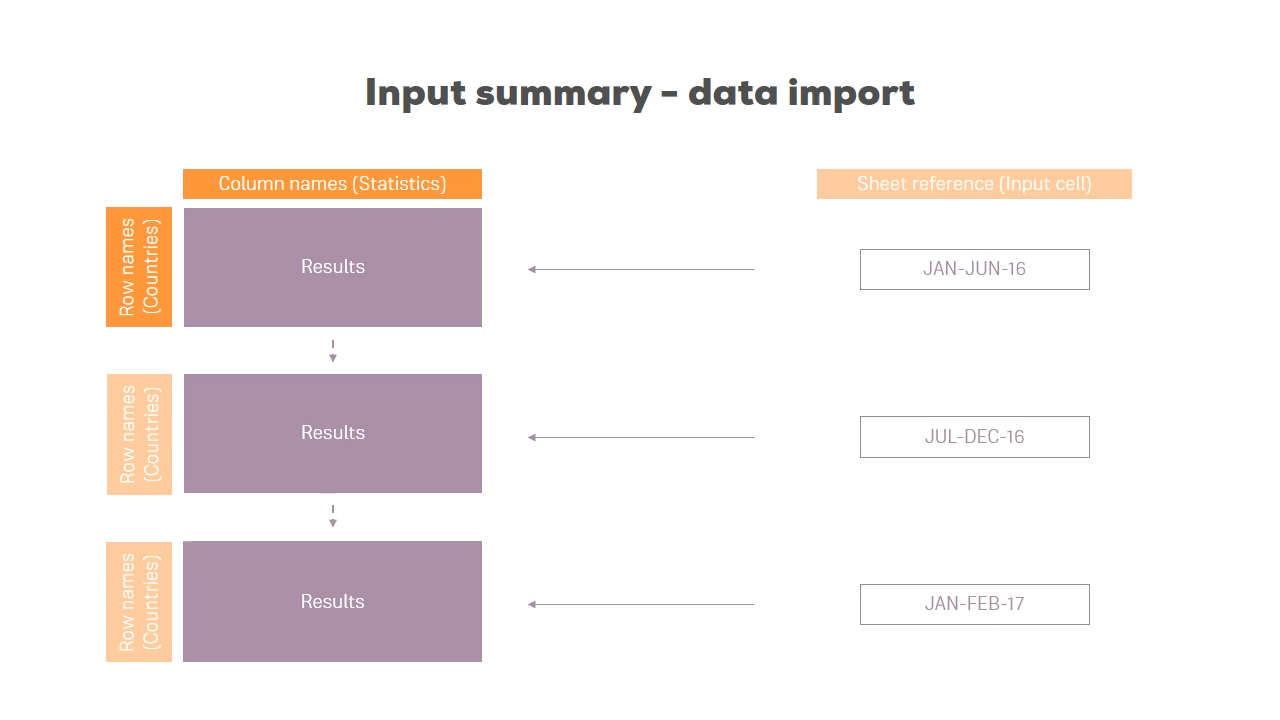 Input summary – data import
Column names (Statistics)
Sheet reference (Input cell)
Row names
(Countries)
Results
JAN-JUN-16
Row names
(Countries)
Results
JUL-DEC-16
Row names
(Countries)
Results
JAN-FEB-17